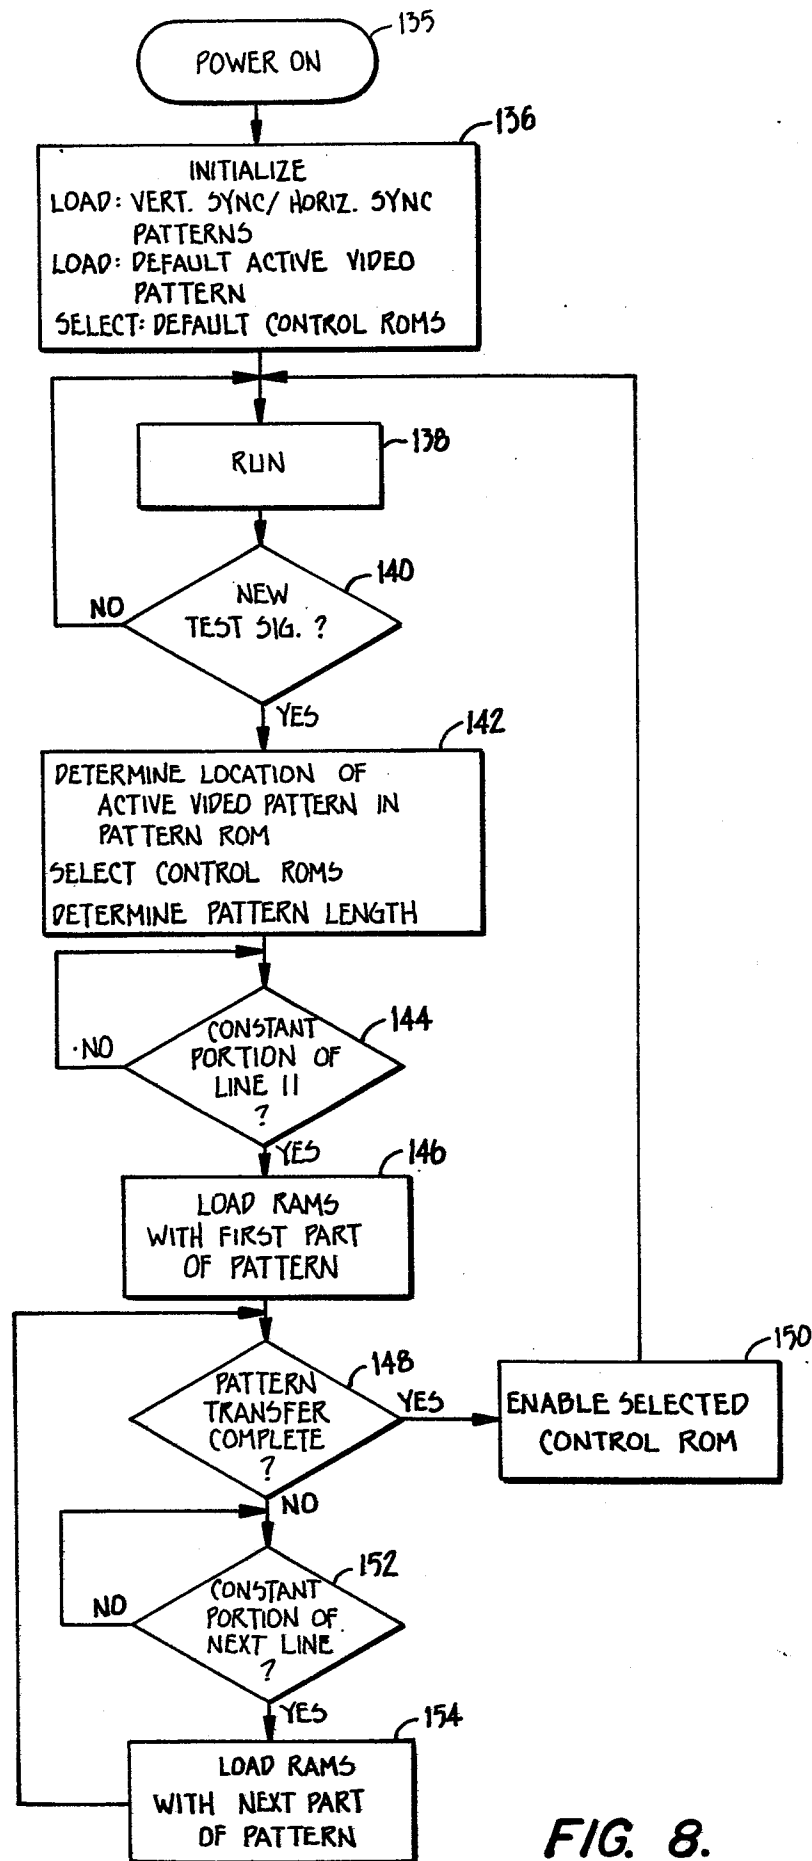 135
POWER ON
136
INITIALIZE
LOAD: VERT. SYNC/ HORIZ. SYNC
PATTERNS
LOAD: DEFAULT ACTIVE VIDEO
PATTERN
SELECT: DEFAULT CONTROL ROMS
138
RUN
140
NEW
TEST SIG. ?
NO
YES
142
DETERMINE LOCATION OF
ACTIVE VIDEO PATTERN IN
PATTERN ROM
SELECT CONTROL ROMS
DETERMINE PATTERN LENGTH
144
CONSTANT
PORTION OF
LINE 11
?
NO
YES
146
LOAD RAMS
WITH FIRST PART
OF PATTERN
148
PATTERN
TRANSFER
COMPLETE
?
YES
150
ENABLE SELECTED
CONTROL ROM
NO
152
CONSTANT
PORTION OF
NEXT LINE
?
NO
YES
154
LOAD RAMS
WITH NEXT PART
OF PATTERN
FIG. 8.